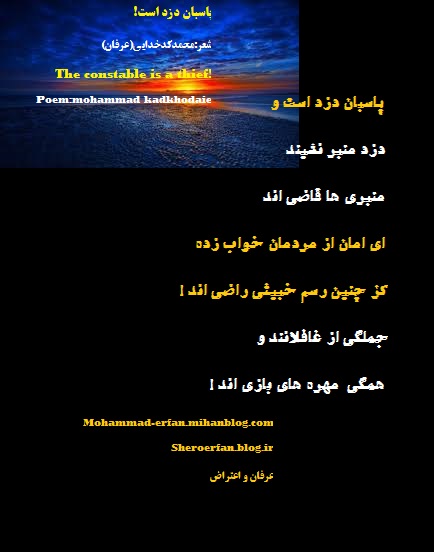 پاسبان دزد است!
شعر:محمدکدخدایی(عرفان)
The constable is a thief!
Poem:mohammad kadkhodaie
پاسبان دزد است و
دزد منبر نشیند
منبری ها قاضی اند
ای امان از مردمان خواب زده
کز چنین رسم خبیثی راضی اند !
جملگی از غافلانند و
همگی مهره های بازی اند !
Mohammad-erfan.mihanblog.com
Sheroerfan.blog.ir
عرفان و اعتراض